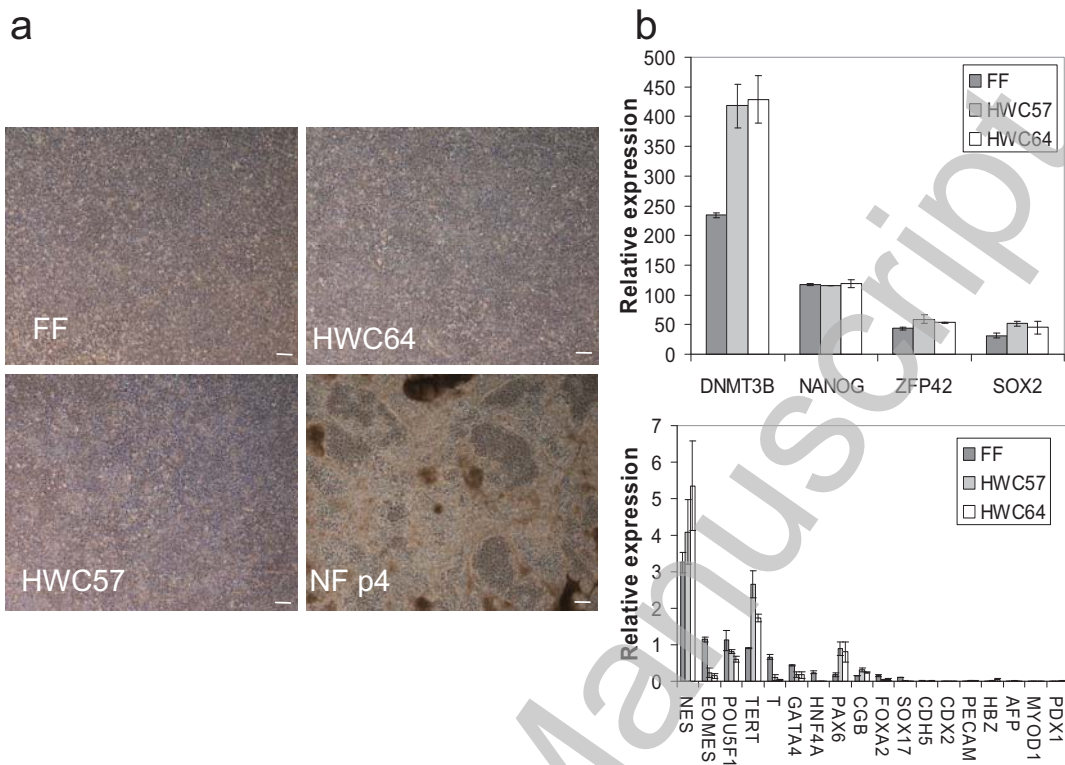 a
b
FF
HWC64
HWC57
NF p4
Relative expression
500
450
400
350
300
250
200
150
100
50
0
FF
HWC57
HWC64
DNMT3B NANOG ZFP42 SOX2
Relative expression
7
6
5
4
3
2
1
0
FF
HWC57
HWC64
NES
EOMES
POU5F1
TERT
T
GATA4
HNF4A
PAX6
CGB
FOXA2
SOX17
CDH5
CDX2
PECAM
HBZ
AFP
MYOD1
PDX1
Manuscript